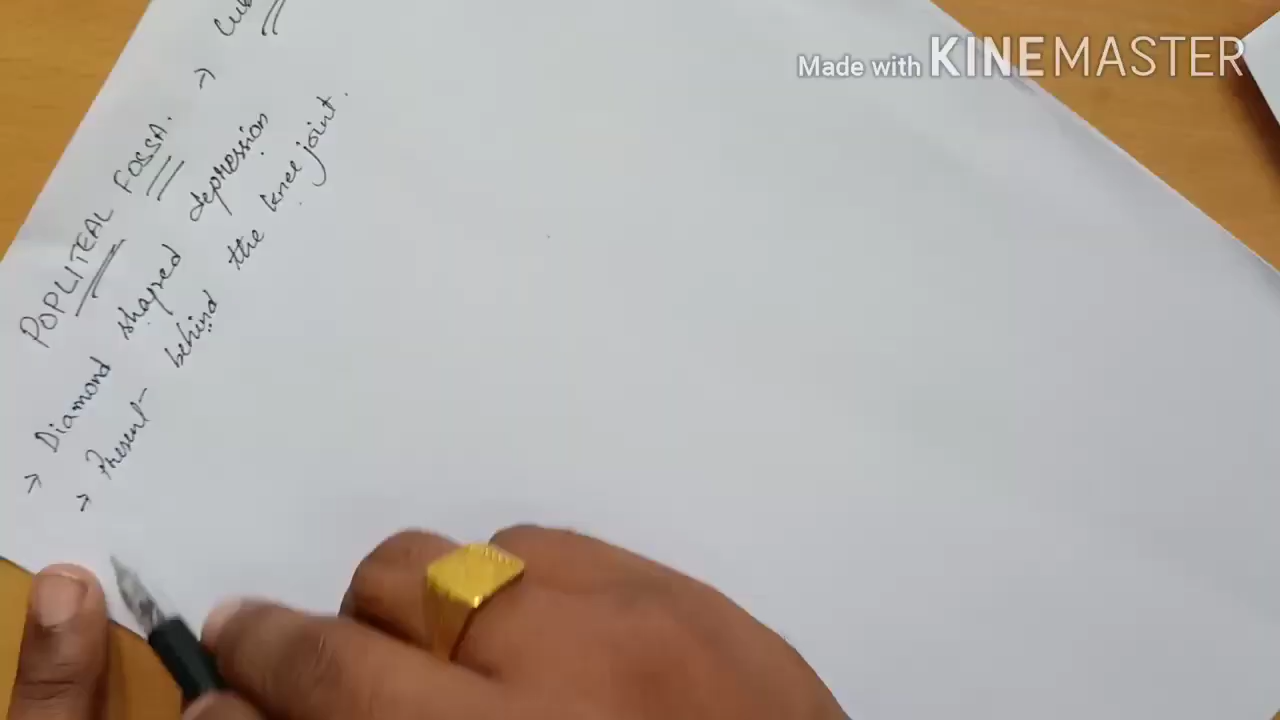 Made with KINEMASTER
POPLITEAL FOSSA. →
→ Diamond shaped depression
→ Present behind the knee joint.